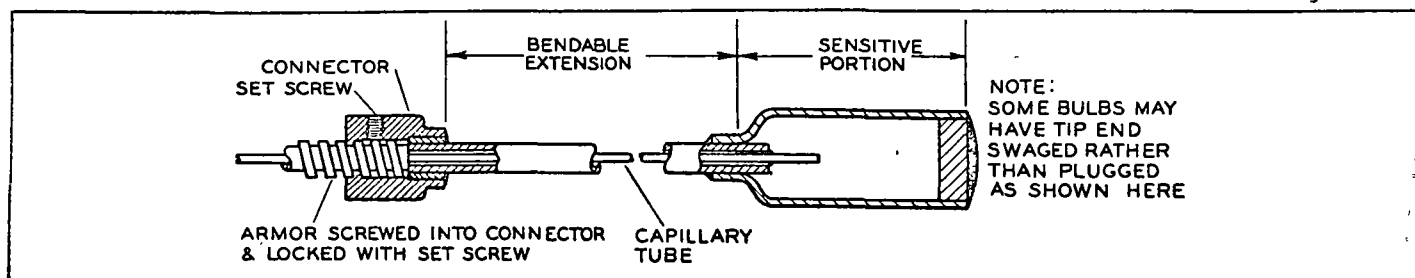 BENDABLE
EXTENSION
SENSITIVE
PORTION
CONNECTOR
SET SCREW
NOTE:
SOME BULBS MAY
HAVE TIP END
SWAGED RATHER
THAN PLUGGED
AS SHOWN HERE
ARMOR SCREWED INTO CONNECTOR
& LOCKED WITH SET SCREW
CAPILLARY
TUBE